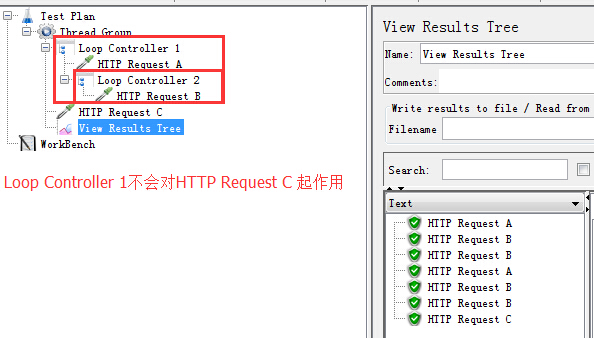 Test Plan
Thread Group
Loop Controller 1
HTTP Request A
Loop Controller 2
HTTP Request B
HTTP Request C
View Results Tree
WorkBench
Loop Controller 1不会对HTTP Request C 起作用
View Results Tree
Name: View Results Tree
Comments:
Write results to file / Read from
Filename
Search:
Text
HTTP Request A
HTTP Request B
HTTP Request B
HTTP Request A
HTTP Request B
HTTP Request B
HTTP Request C